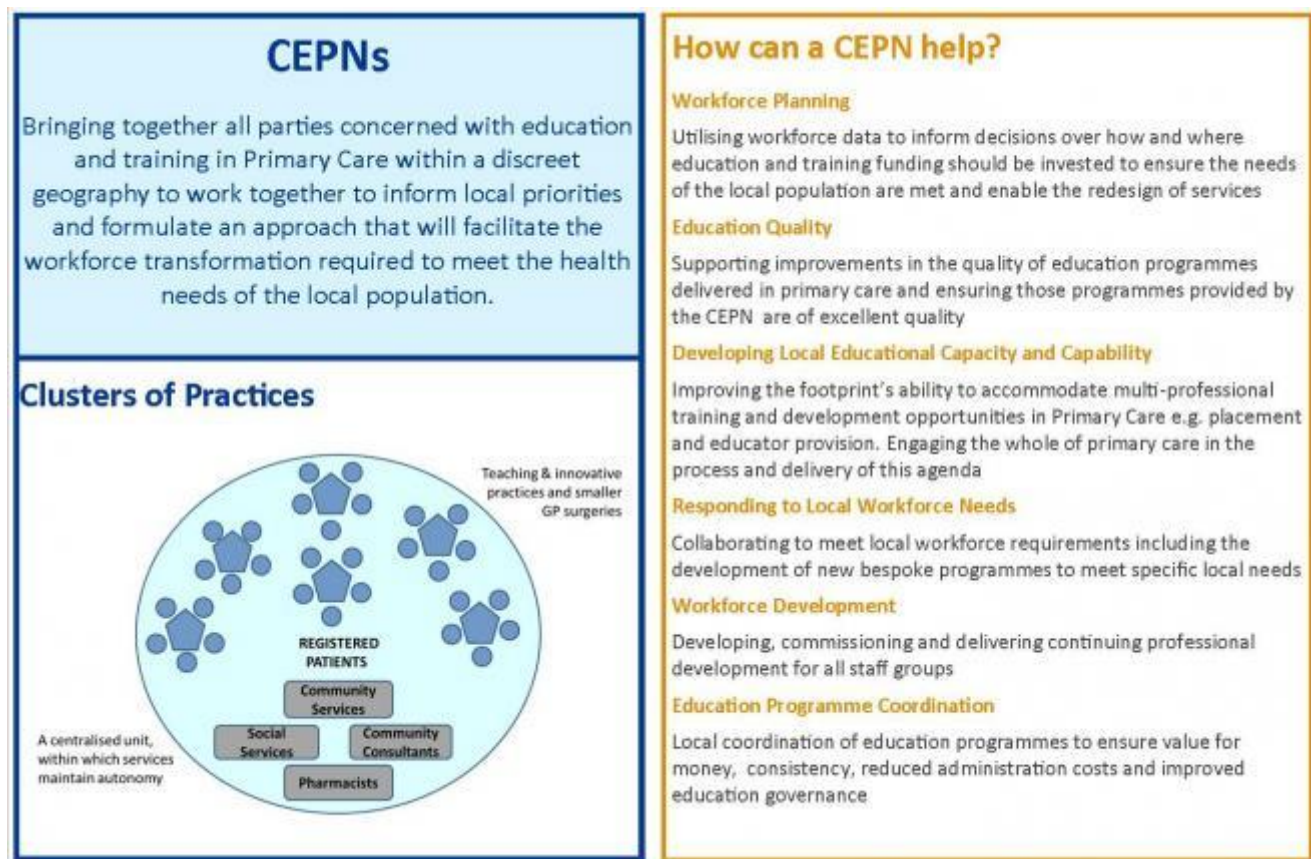 CEPNs
Bringing together all parties concerned with education
and training in Primary Care within a discreet
geography to work together to inform local priorities
and formulate an approach that will facilitate the
workforce transformation required to meet the health
needs of the local population.
Clusters of Practices
Teaching & innovative
practices and smaller
GP surgeries
REGISTERED
PATIENTS
Community
Services
Social
Services
Community
Consultants
Pharmacists
A centralised unit,
within which services
maintain autonomy
How can a CEPN help?
Workforce Planning
Utilising workforce data to inform decisions over how and where
education and training funding should be invested to ensure the needs
of the local population are met and enable the redesign of services
Education Quality
Supporting improvements in the quality of education programmes
delivered in primary care and ensuring those programmes provided by
the CEPN are of excellent quality
Developing Local Educational Capacity and Capability
Improving the footprint's ability to accommodate multi-professional
training and development opportunities in Primary Care e.g. placement
and educator provision. Engaging the whole of primary care in the
process and delivery of this agenda
Responding to Local Workforce Needs
Collaborating to meet local workforce requirements including the
development of new bespoke programmes to meet specific local needs
Workforce Development
Developing, commissioning and delivering continuing professional
development for all staff groups
Education Programme Coordination
Local coordination of education programmes to ensure value for
money, consistency, reduced administration costs and improved
education governance